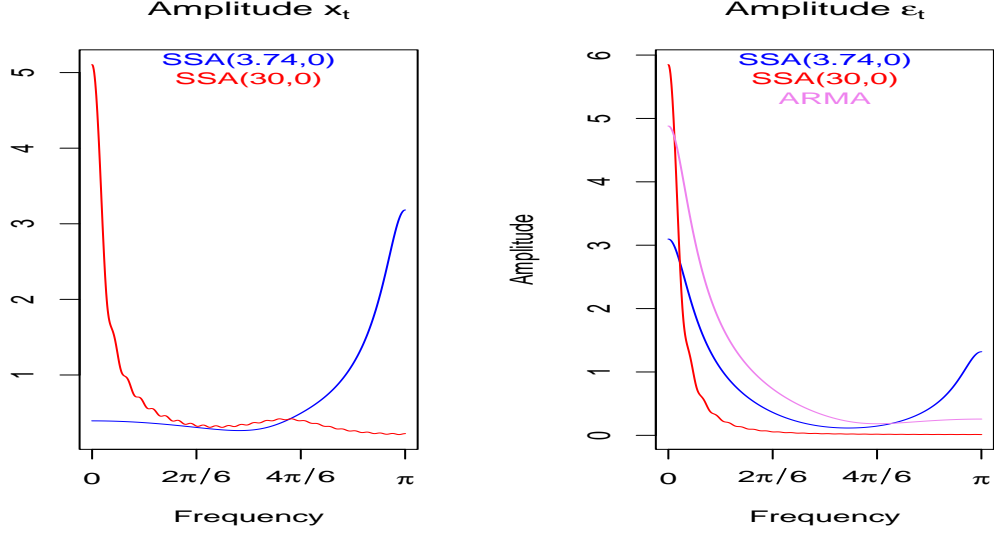 Amplitude xₜ
SSA(3.74,0)
SSA(30,0)
5
4
3
2
1
0
2π/6
4π/6
π
Frequency
Amplitude εₜ
SSA(3.74,0)
SSA(30,0)
ARMA
Amplitude
6
5
4
3
2
1
0
0
2π/6
4π/6
π
Frequency